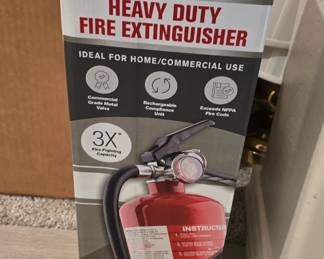 HEAVY DUTY
FIRE EXTINGUISHER
IDEAL FOR HOME/COMMERCIAL USE
Commercial
Grade Metal
Valve
Rechargeable
Compliance
Unit
Exceeds NFPA
Fire Code
3X*
Fire Fighting
Capacity
INSTRUCT